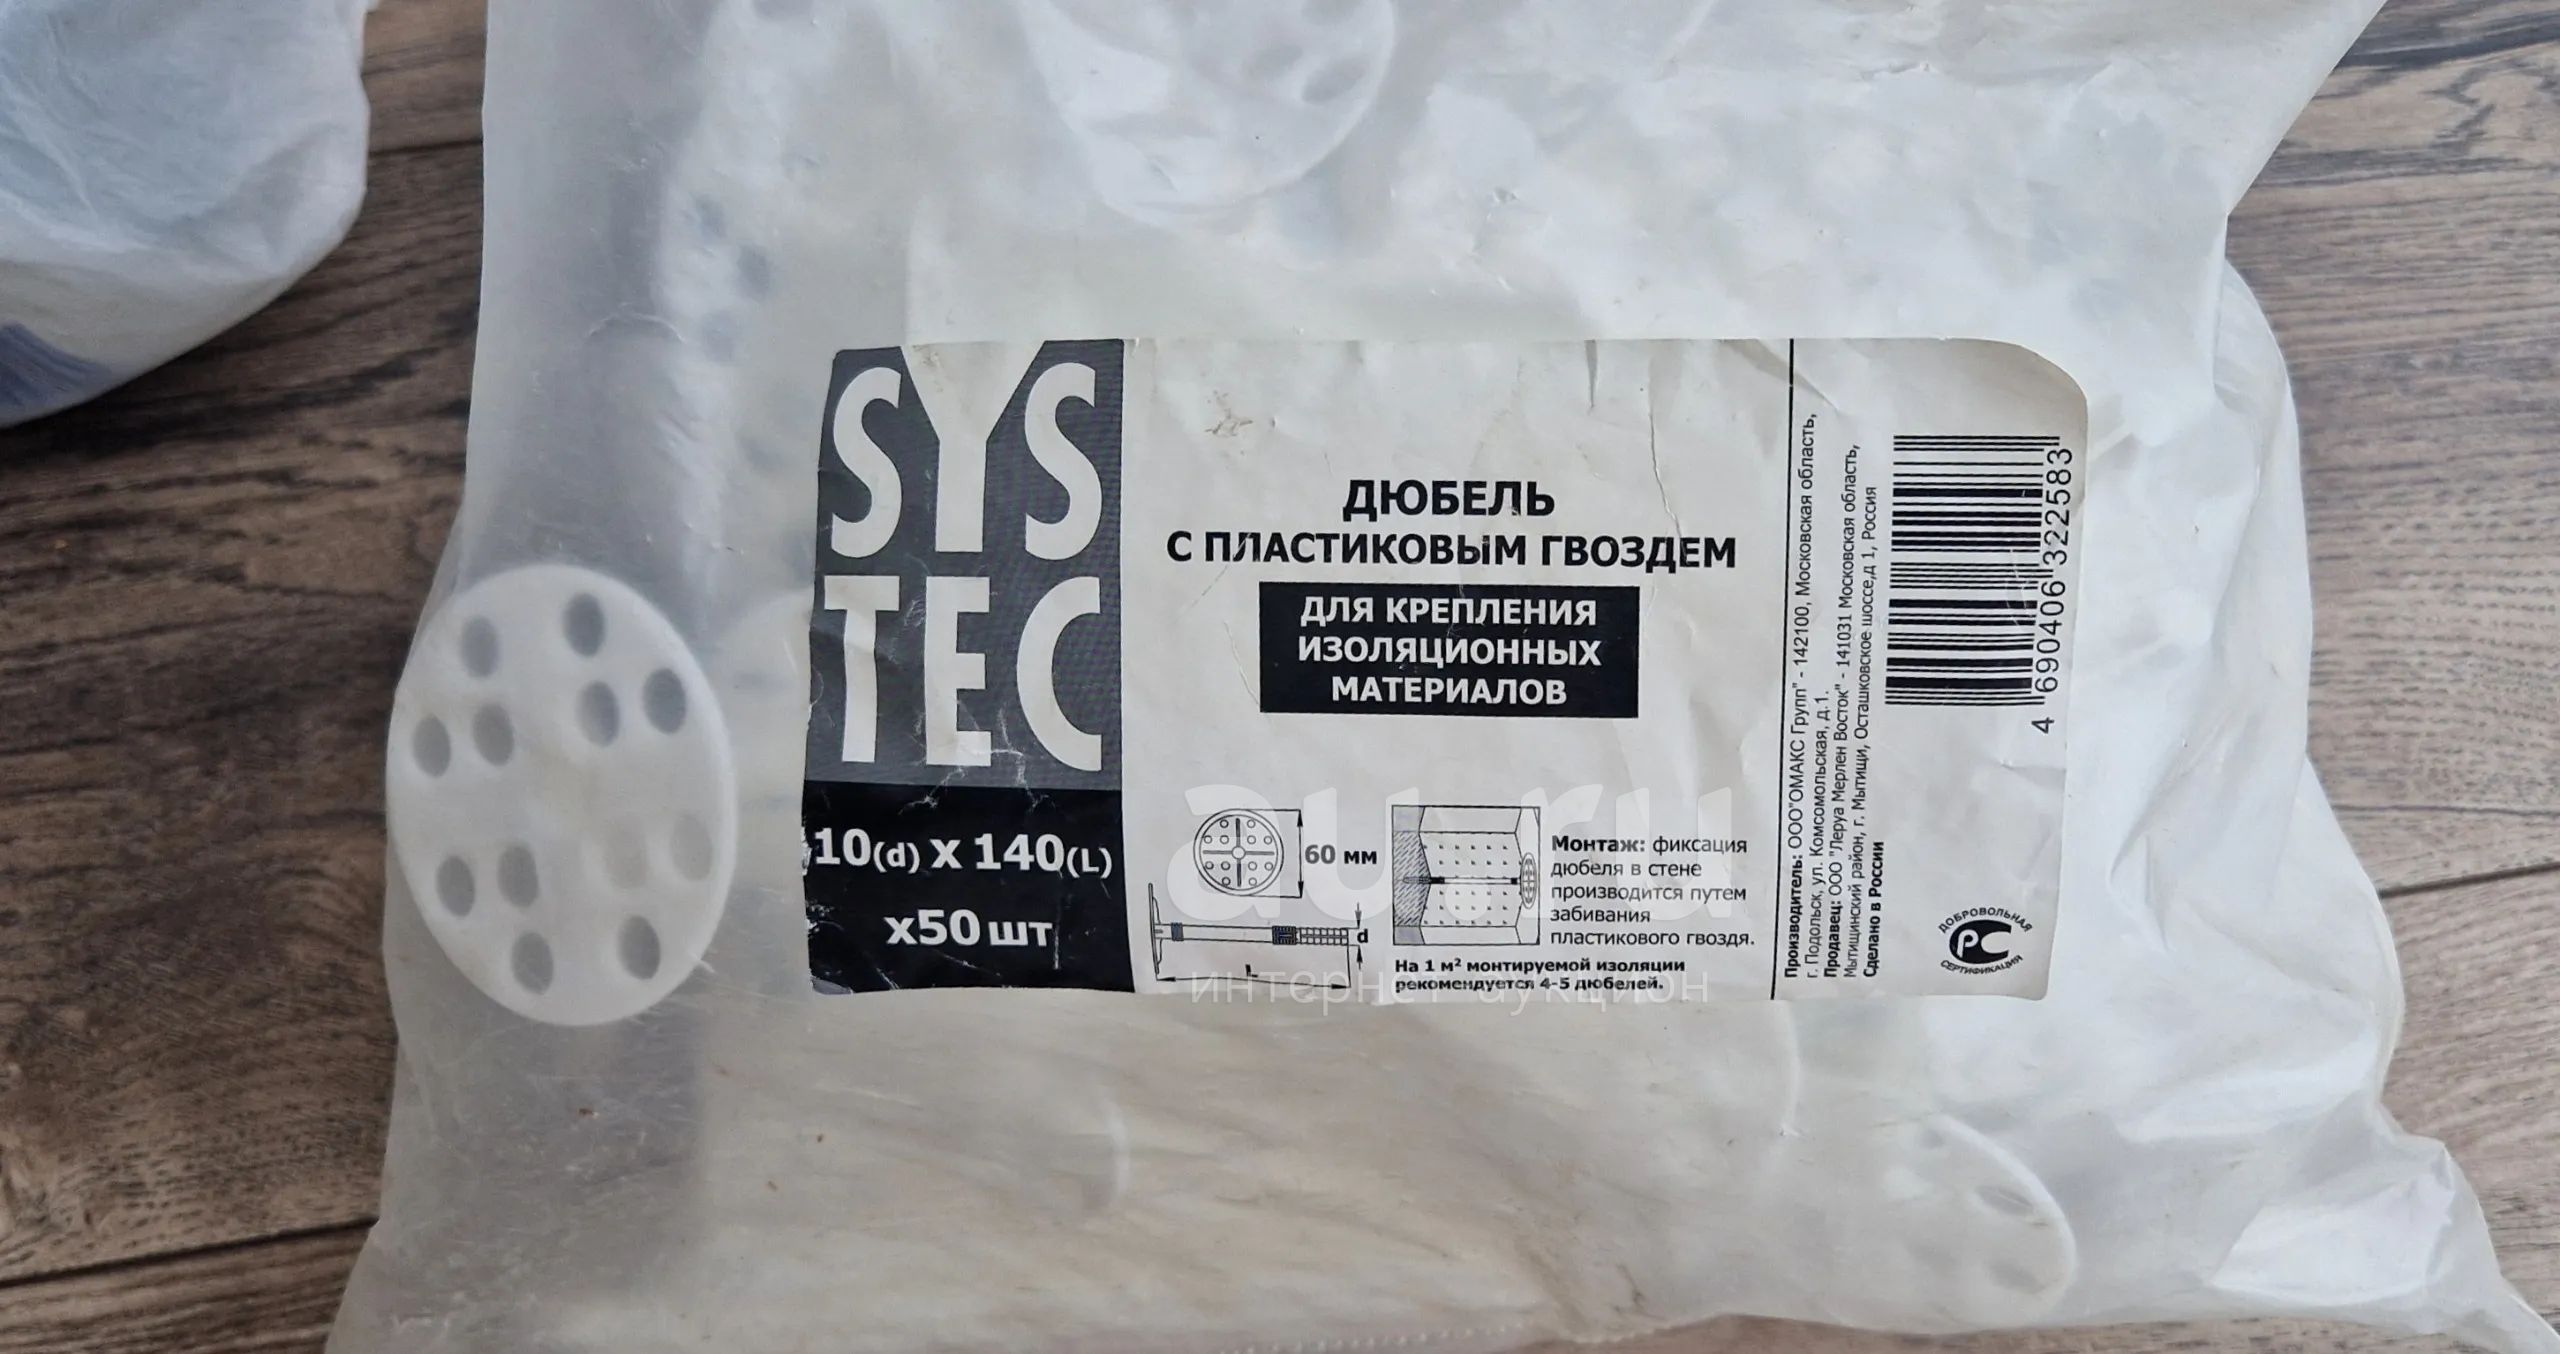 SYS
TEC
10(d) x 140(L)
x50 шт
ДЮБЕЛЬ
С ПЛАСТИКОВЫМ ГВОЗДЕМ
ДЛЯ КРЕПЛЕНИЯ
ИЗОЛЯЦИОННЫХ
МАТЕРИАЛОВ
60 мм
d
L
Монтаж: фиксация
дюбеля в стене
производится путем
забивания
пластикового гвоздя.
На 1 м² монтируемой изоляции
рекомендуется 4-5 дюбелей.
Производитель: ООО"ОМАКС Групп" - 142100, Московская область,
г. Подольск, ул. Комсомольская, д.1.
Продавец: ООО "Леруа Мерлен Восток" - 141031 Московская область,
Мытищинский район, г. Мытищи, Осташковское шоссе,д 1, Россия
Сделано в России
4 690406 322583
ДОБРОВОЛЬНАЯ
РС
СЕРТИФИКАЦИЯ
au.ru
интернет аукцион